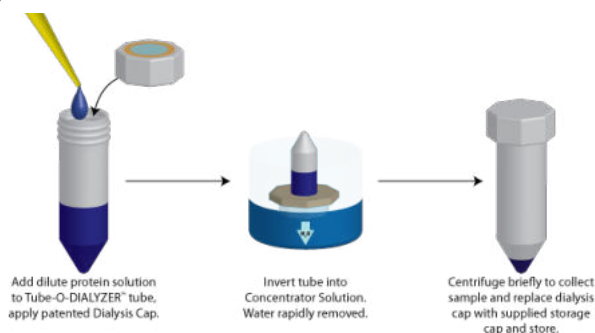 Add dilute protein solution
to Tube-O-DIALYZER™ tube,
apply patented Dialysis Cap.
Invert tube into
Concentrator Solution.
Water rapidly removed.
Centrifuge briefly to collect
sample and replace dialysis
cap with supplied storage
cap and store.